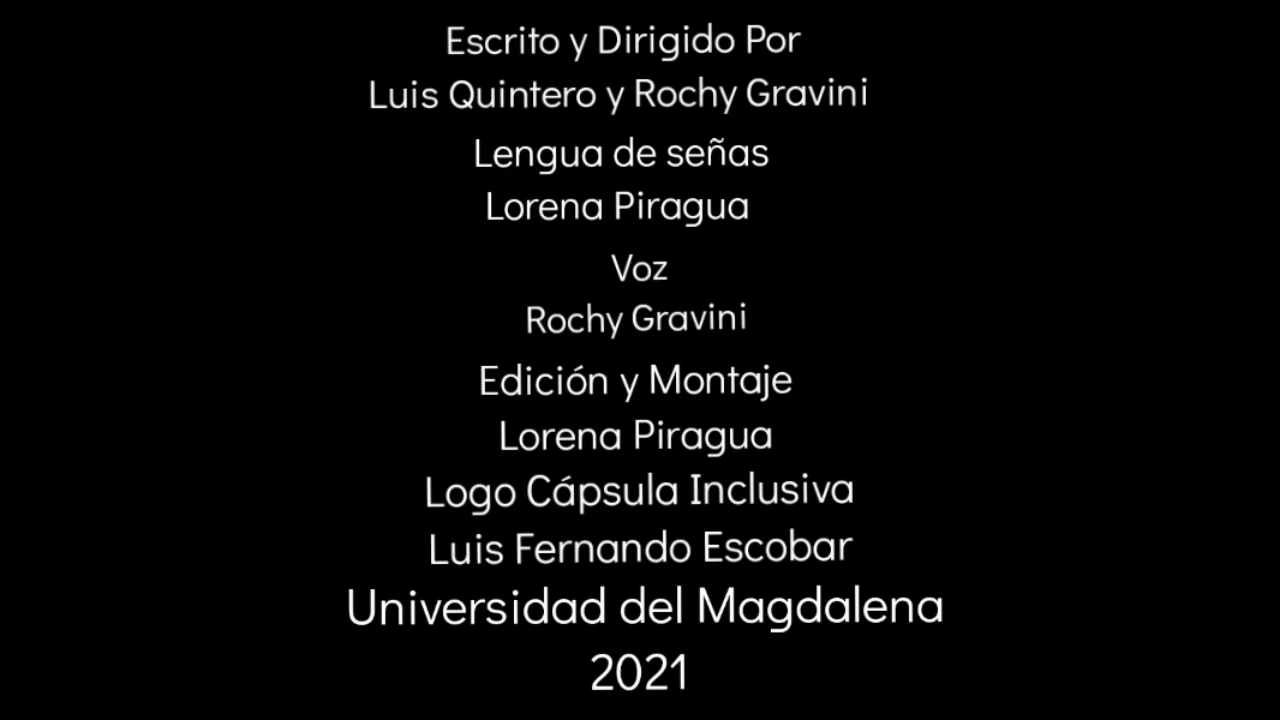 Escrito y Dirigido Por
Luis Quintero y Rochy Gravini
Lengua de señas
Lorena Piragua
Voz
Rochy Gravini
Edición y Montaje
Lorena Piragua
Logo Cápsula Inclusiva
Luis Fernando Escobar
Universidad del Magdalena
2021